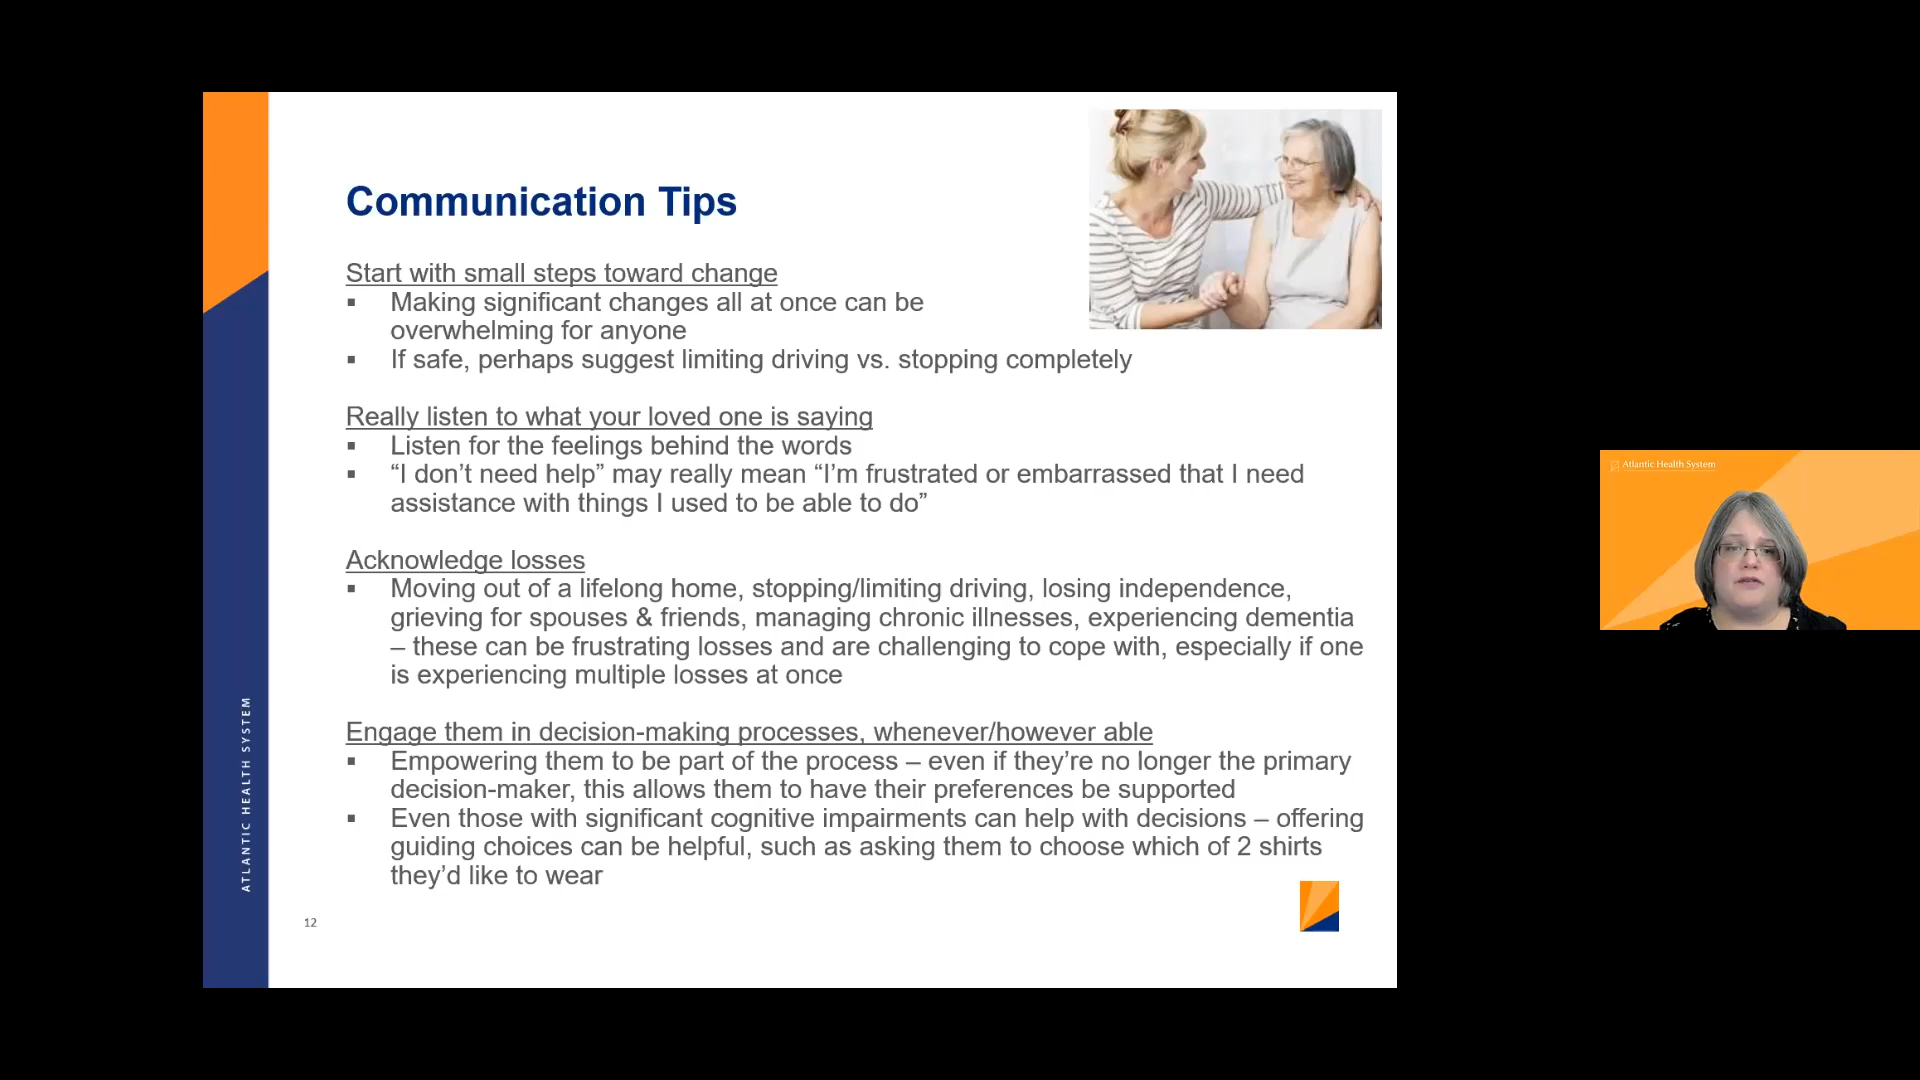 Communication Tips
Start with small steps toward change
▪ Making significant changes all at once can be
overwhelming for anyone
▪ If safe, perhaps suggest limiting driving vs. stopping completely
Really listen to what your loved one is saying
▪ Listen for the feelings behind the words
▪ “I don’t need help” may really mean “I’m frustrated or embarrassed that I need
assistance with things I used to be able to do”
Acknowledge losses
▪ Moving out of a lifelong home, stopping/limiting driving, losing independence,
grieving for spouses & friends, managing chronic illnesses, experiencing dementia
– these can be frustrating losses and are challenging to cope with, especially if one
is experiencing multiple losses at once
Engage them in decision-making processes, whenever/however able
▪ Empowering them to be part of the process – even if they’re no longer the primary
decision-maker, this allows them to have their preferences be supported
▪ Even those with significant cognitive impairments can help with decisions – offering
guiding choices can be helpful, such as asking them to choose which of 2 shirts
they’d like to wear
12
ATLANTIC HEALTH SYSTEM
Atlantic Health System